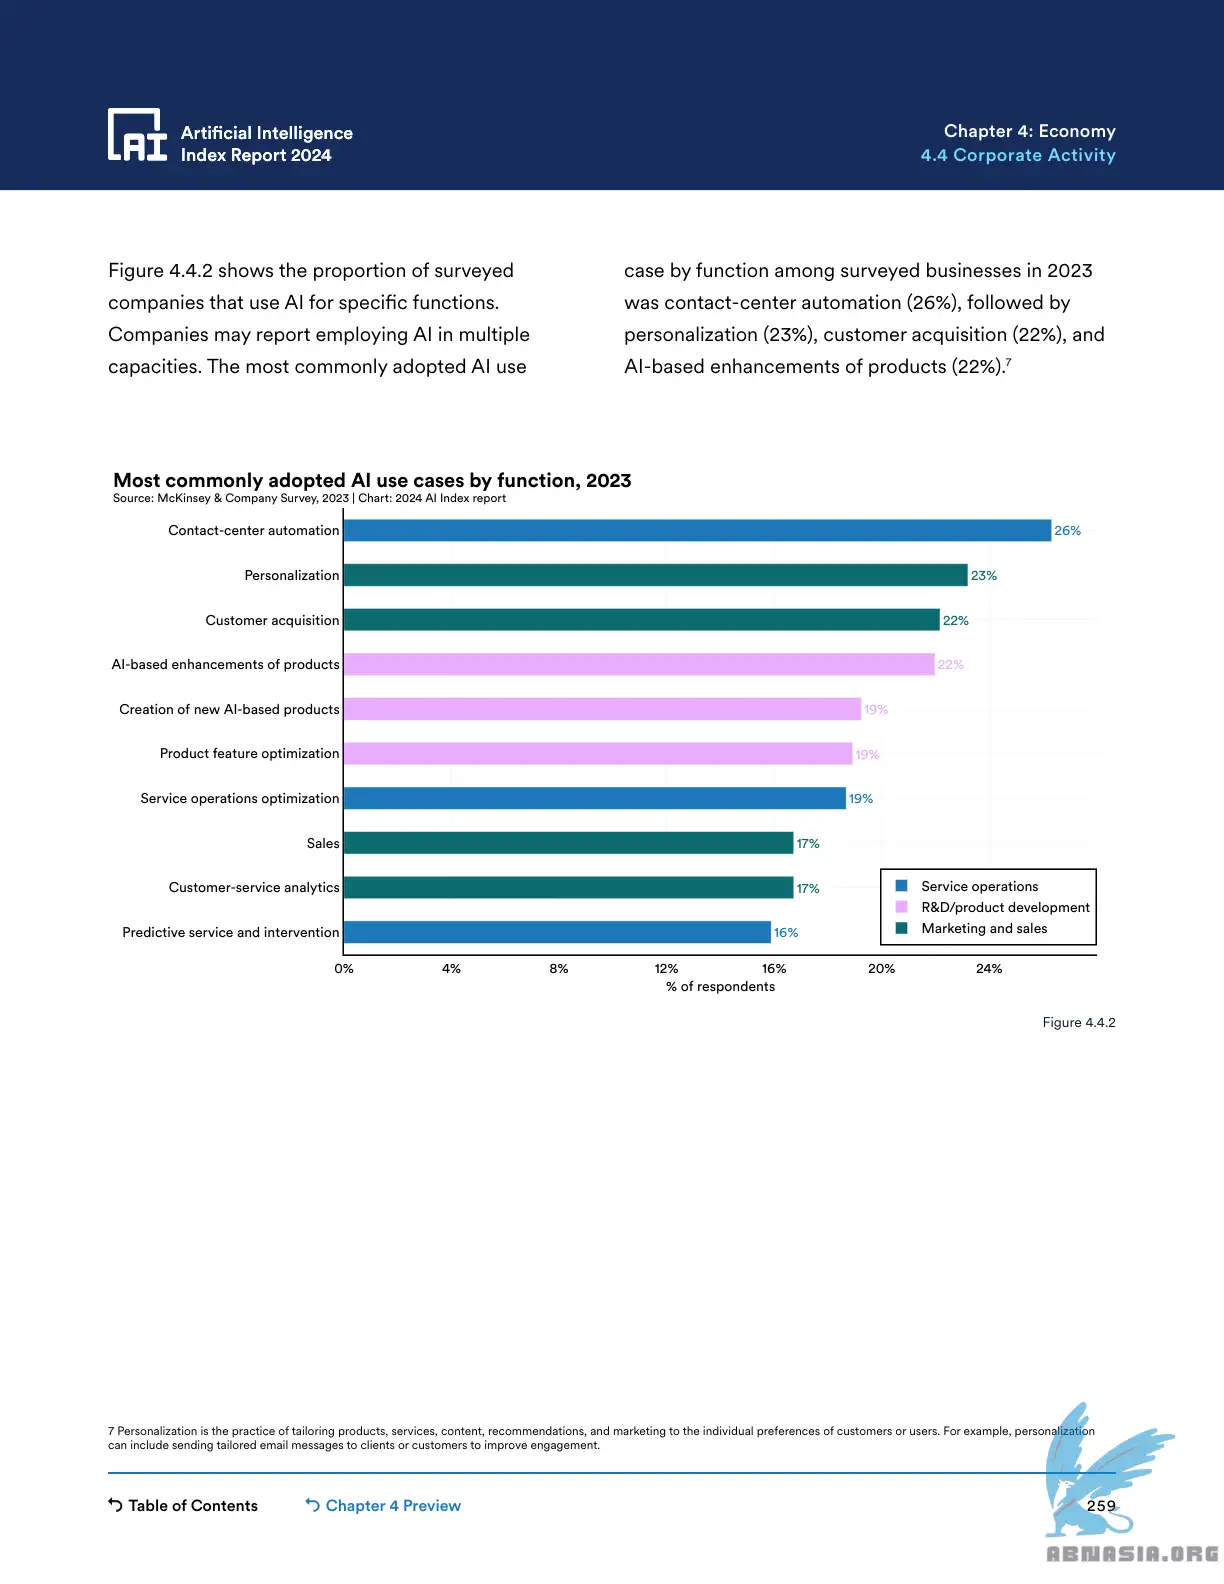 Artificial Intelligence
Index Report 2024
Chapter 4: Economy
4.4 Corporate Activity
Figure 4.4.2 shows the proportion of surveyed
companies that use AI for specific functions.
Companies may report employing AI in multiple
capacities. The most commonly adopted AI use
case by function among surveyed businesses in 2023
was contact-center automation (26%), followed by
personalization (23%), customer acquisition (22%), and
AI-based enhancements of products (22%).7
Most commonly adopted AI use cases by function, 2023
Source: McKinsey & Company Survey, 2023 | Chart: 2024 AI Index report
Contact-center automation 26%
Personalization 23%
Customer acquisition 22%
AI-based enhancements of products 22%
Creation of new AI-based products 19%
Product feature optimization 19%
Service operations optimization 19%
Sales 17%
Customer-service analytics 17%
Predictive service and intervention 16%
Service operations
R&D/product development
Marketing and sales
0% 4% 8% 12% 16% 20% 24%
% of respondents
Figure 4.4.2
7 Personalization is the practice of tailoring products, services, content, recommendations, and marketing to the individual preferences of customers or users. For example, personalization
can include sending tailored email messages to clients or customers to improve engagement.
Table of Contents
Chapter 4 Preview
259
ABNASIA.ORG